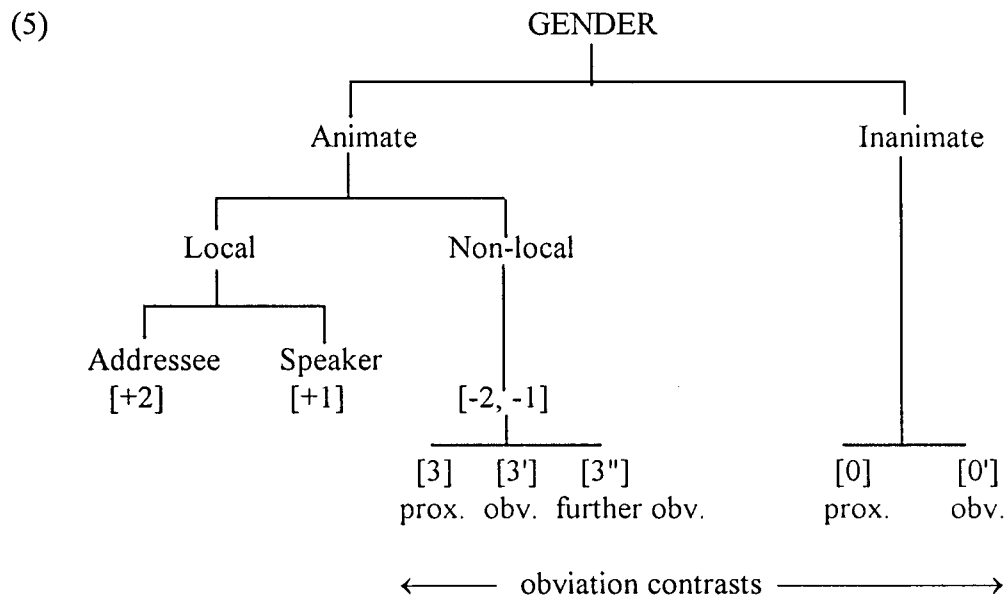 (5) GENDER
Animate Inanimate
Local Non-local
Addressee Speaker
[+2] [+1] [-2, -1]
[3] [3'] [3"] [0] [0']
prox. obv. further obv. prox. obv.
obviation contrasts